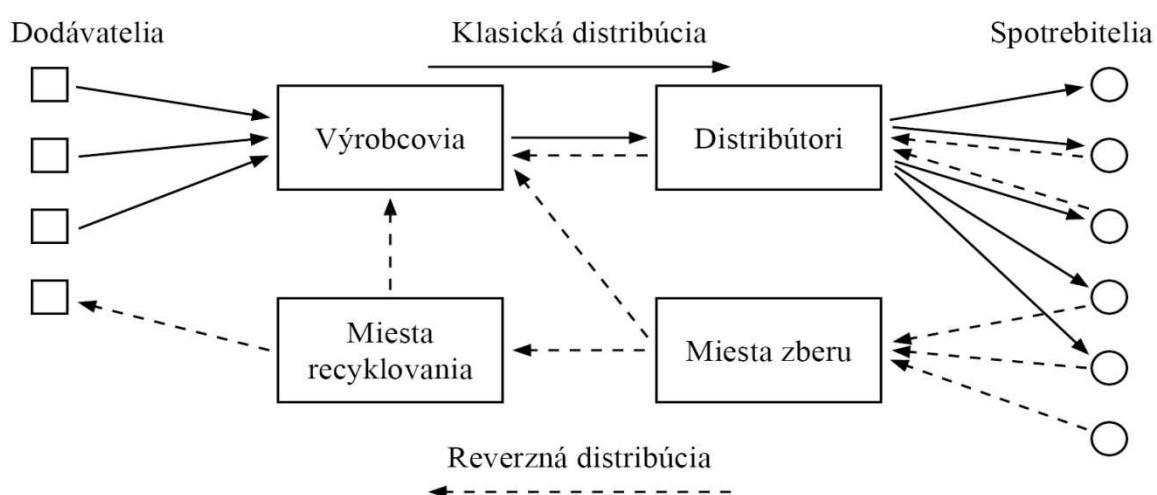 Dodávatelia
Klasická distribúcia
Spotrebitelia
Výrobcovia
Distribútori
Miesta
recyklovania
Miesta zberu
Reverzná distribúcia